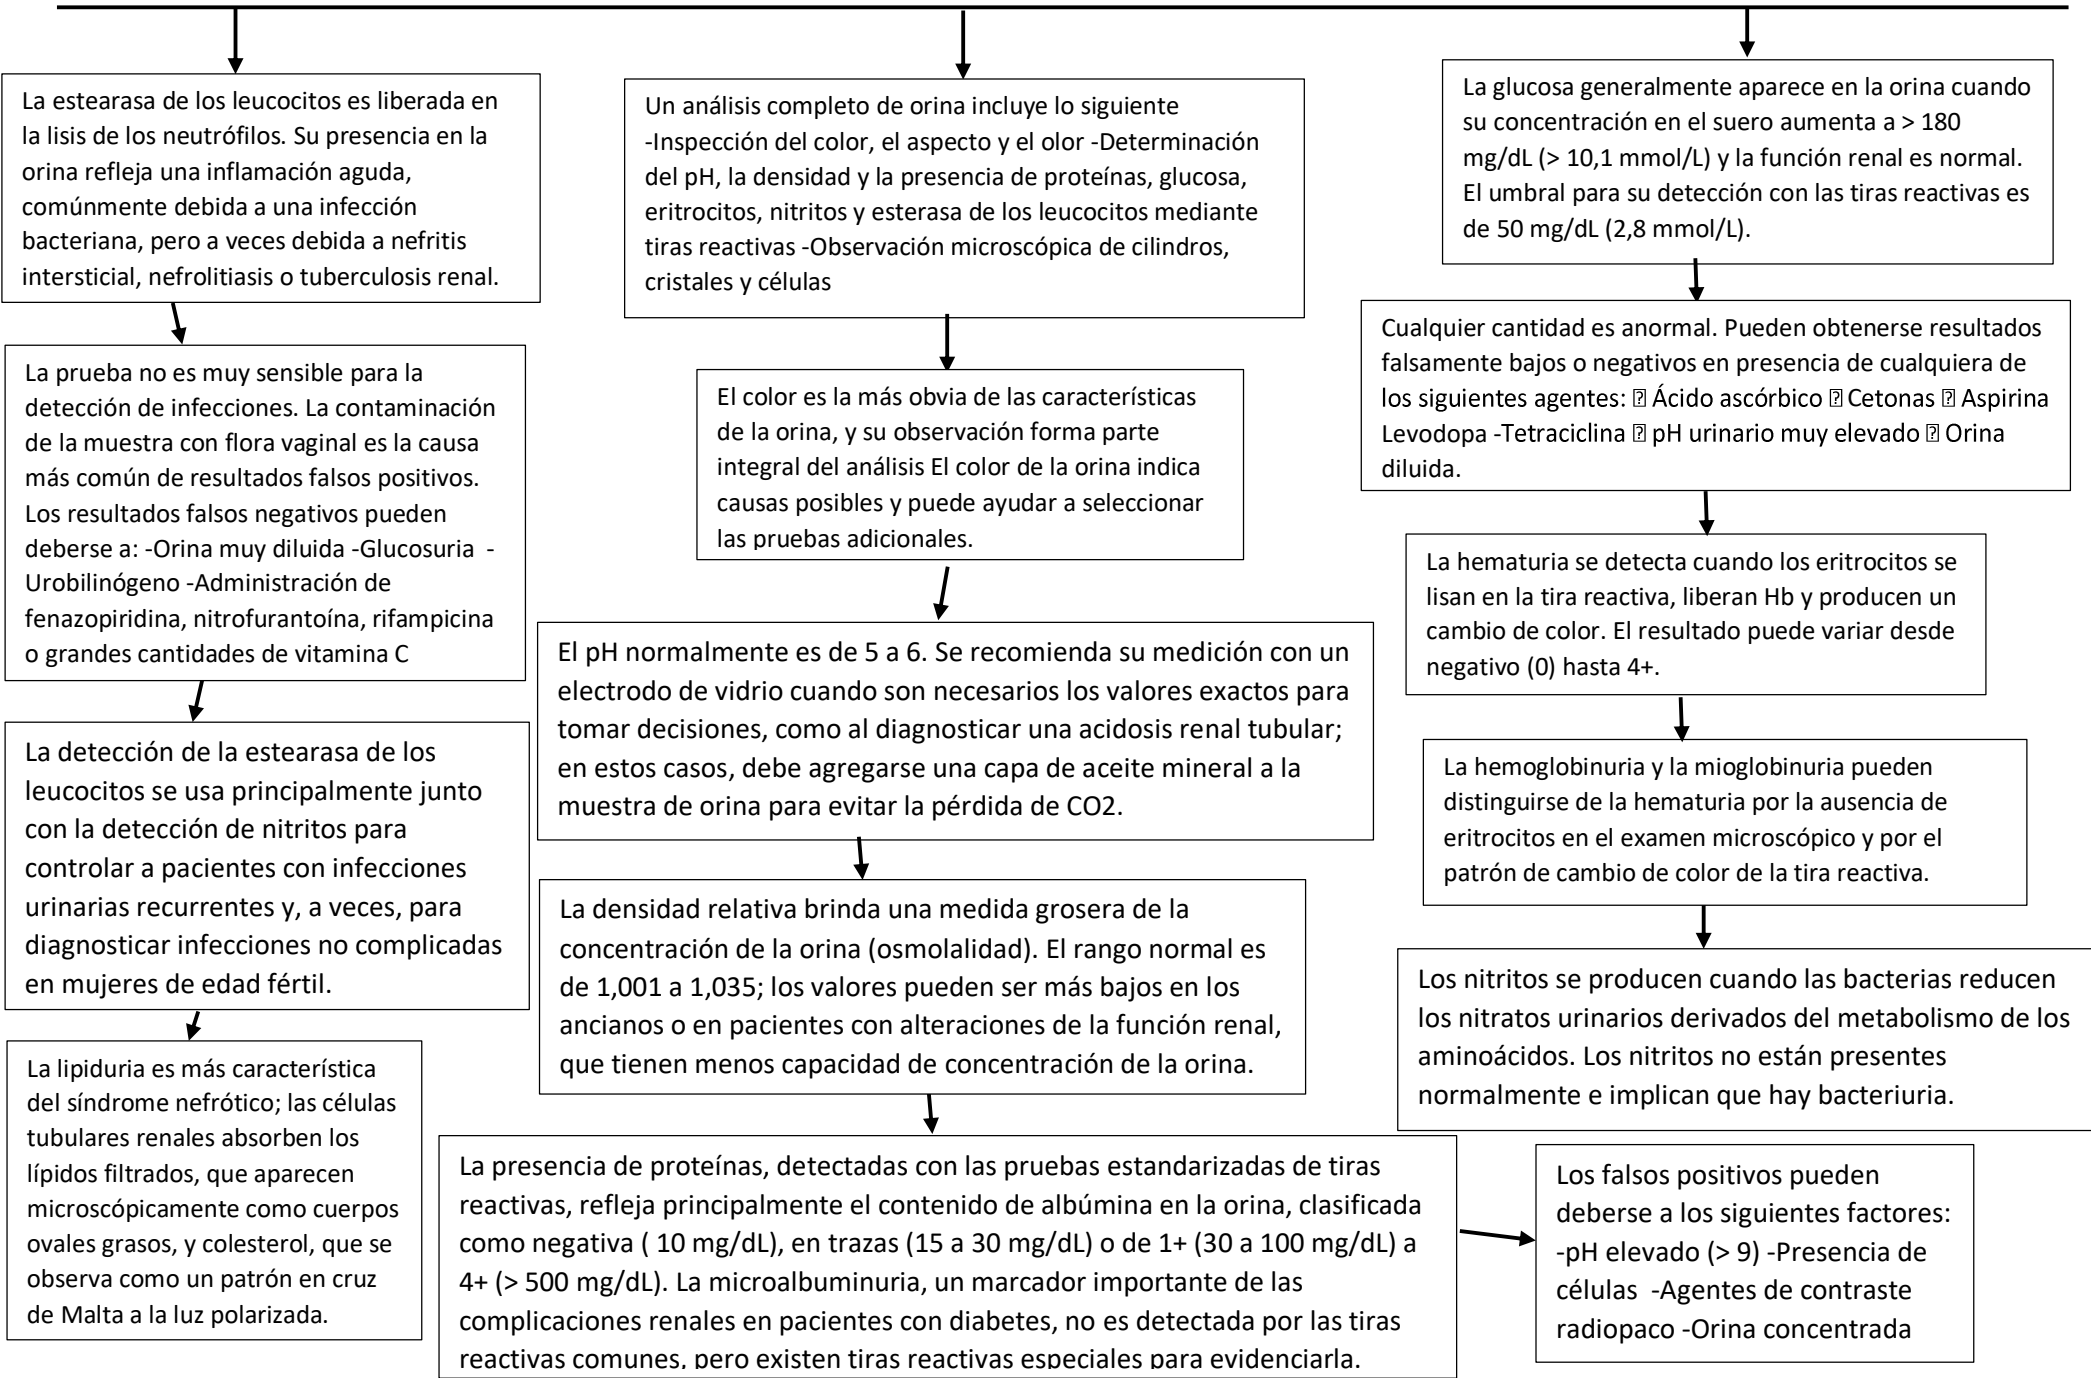 La estearasa de los leucocitos es liberada en
la lisis de los neutrófilos. Su presencia en la
orina refleja una inflamación aguda,
comúnmente debida a una infección
bacteriana, pero a veces debida a nefritis
intersticial, nefrolitiasis o tuberculosis renal.
La prueba no es muy sensible para la
detección de infecciones. La contaminación
de la muestra con flora vaginal es la causa
más común de resultados falsos positivos.
Los resultados falsos negativos pueden
deberse a: -Orina muy diluida -Glucosuria -
Urobilinógeno -Administración de
fenazopiridina, nitrofurantoína, rifampicina
o grandes cantidades de vitamina C
La detección de la estearasa de los
leucocitos se usa principalmente junto
con la detección de nitritos para
controlar a pacientes con infecciones
urinarias recurrentes y, a veces, para
diagnosticar infecciones no complicadas
en mujeres de edad fértil.
La lipiduria es más característica
del síndrome nefrótico; las células
tubulares renales absorben los
lípidos filtrados, que aparecen
microscópicamente como cuerpos
ovales grasos, y colesterol, que se
observa como un patrón en cruz
de Malta a la luz polarizada.
Un análisis completo de orina incluye lo siguiente
-Inspección del color, el aspecto y el olor -Determinación
del pH, la densidad y la presencia de proteínas, glucosa,
eritrocitos, nitritos y esterasa de los leucocitos mediante
tiras reactivas -Observación microscópica de cilindros,
cristales y células
El color es la más obvia de las características
de la orina, y su observación forma parte
integral del análisis El color de la orina indica
causas posibles y puede ayudar a seleccionar
las pruebas adicionales.
El pH normalmente es de 5 a 6. Se recomienda su medición con un
electrodo de vidrio cuando son necesarios los valores exactos para
tomar decisiones, como al diagnosticar una acidosis renal tubular;
en estos casos, debe agregarse una capa de aceite mineral a la
muestra de orina para evitar la pérdida de CO2.
La densidad relativa brinda una medida grosera de la
concentración de la orina (osmolalidad). El rango normal es
de 1,001 a 1,035; los valores pueden ser más bajos en los
ancianos o en pacientes con alteraciones de la función renal,
que tienen menos capacidad de concentración de la orina.
La presencia de proteínas, detectadas con las pruebas estandarizadas de tiras
reactivas, refleja principalmente el contenido de albúmina en la orina, clasificada
como negativa ( 10 mg/dL), en trazas (15 a 30 mg/dL) o de 1+ (30 a 100 mg/dL) a
4+ (> 500 mg/dL). La microalbuminuria, un marcador importante de las
complicaciones renales en pacientes con diabetes, no es detectada por las tiras
reactivas comunes, pero existen tiras reactivas especiales para evidenciarla.
La glucosa generalmente aparece en la orina cuando
su concentración en el suero aumenta a > 180
mg/dL (> 10,1 mmol/L) y la función renal es normal.
El umbral para su detección con las tiras reactivas es
de 50 mg/dL (2,8 mmol/L).
Cualquier cantidad es anormal. Pueden obtenerse resultados
falsamente bajos o negativos en presencia de cualquiera de
los siguientes agentes: ⍰ Ácido ascórbico ⍰ Cetonas ⍰ Aspirina
Levodopa -Tetraciclina ⍰ pH urinario muy elevado ⍰ Orina
diluida.
La hematuria se detecta cuando los eritrocitos se
lisan en la tira reactiva, liberan Hb y producen un
cambio de color. El resultado puede variar desde
negativo (0) hasta 4+.
La hemoglobinuria y la mioglobinuria pueden
distinguirse de la hematuria por la ausencia de
eritrocitos en el examen microscópico y por el
patrón de cambio de color de la tira reactiva.
Los nitritos se producen cuando las bacterias reducen
los nitratos urinarios derivados del metabolismo de los
aminoácidos. Los nitritos no están presentes
normalmente e implican que hay bacteriuria.
Los falsos positivos pueden
deberse a los siguientes factores:
-pH elevado (> 9) -Presencia de
células -Agentes de contraste
radiopaco -Orina concentrada